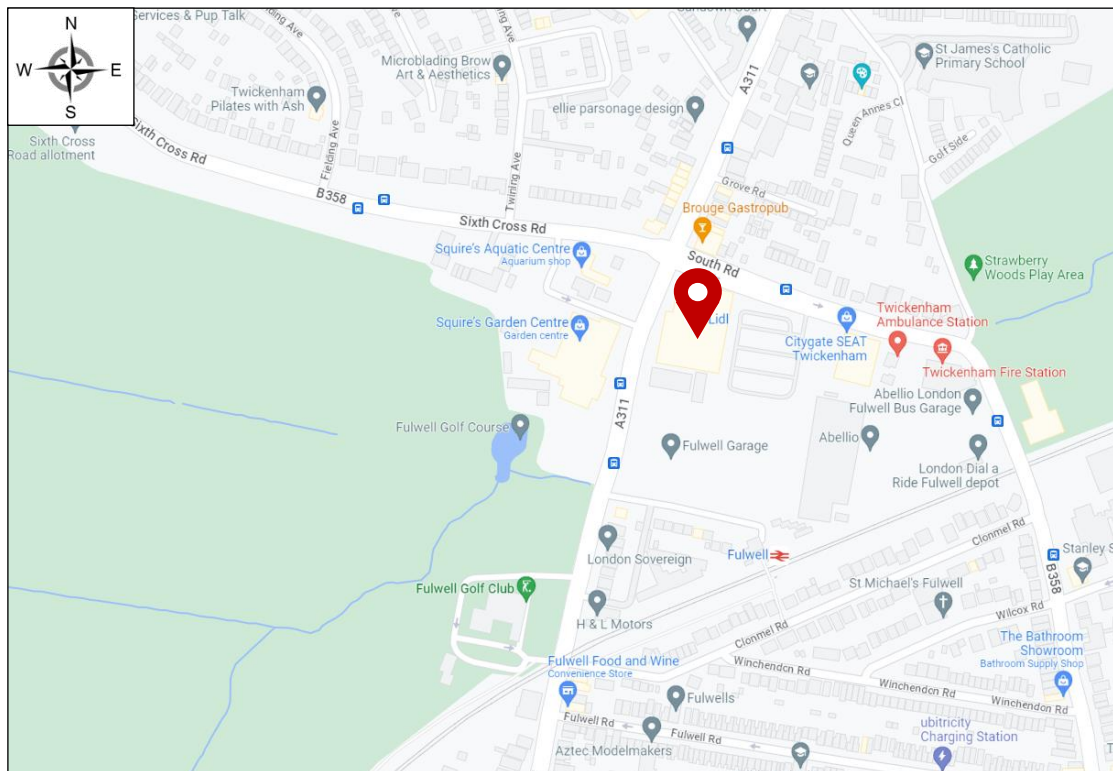 N
W E
S
Services & Pup Talk
Microblading Brow
Art & Aesthetics
Twickenham
Pilates with Ash
ellie parsonage design
A311
St James's Catholic
Primary School
Queen Annes Cl
Golf Side
Sixth Cross
Road allotment
Sixth Cross Rd
Fielding Ave
B358
Twining Ave
Grove Rd
Brouge Gastropub
Sixth Cross Rd
South Rd
Squire's Aquatic Centre
Aquarium shop
Strawberry
Woods Play Area
Squire's Garden Centre
Garden centre
Lidl
Citygate SEAT
Twickenham
Twickenham
Ambulance Station
Twickenham Fire Station
A311
Abellio London
Fulwell Bus Garage
Fulwell Golf Course
Fulwell Garage
Abellio
London Dial a
Ride Fulwell depot
Clonmel Rd
London Sovereign
Fulwell
Stanley S
B358
Fulwell Golf Club
St Michael's Fulwell
Wilcox Rd
H & L Motors
Clonmel Rd
The Bathroom
Showroom
Bathroom Supply Shop
Fulwell Food and Wine
Convenience Store
Winchendcn Rd
Winchendcn Rd
Winchendcn Rd
Fulwells
Fulwell Rd
Fulwell Rd
Aztec Modelmakers
ubitricity
Charging Station